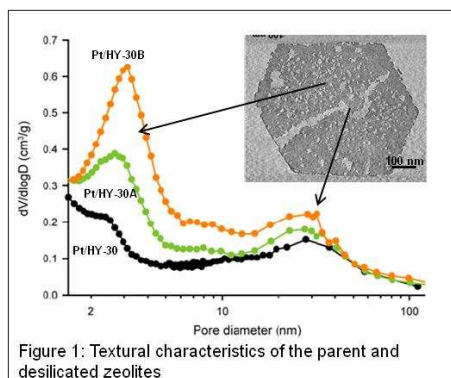 Pt/HY-30B
0.7
0.6
0.5
0.4
0.3
0.2
0.1
0.0
dV/dlogD (cm³/g)
Pt/HY-30A
Pt/HY-30
100 nm
2
10
100
Pore diameter (nm)
Figure 1: Textural characteristics of the parent and
desilicated zeolites